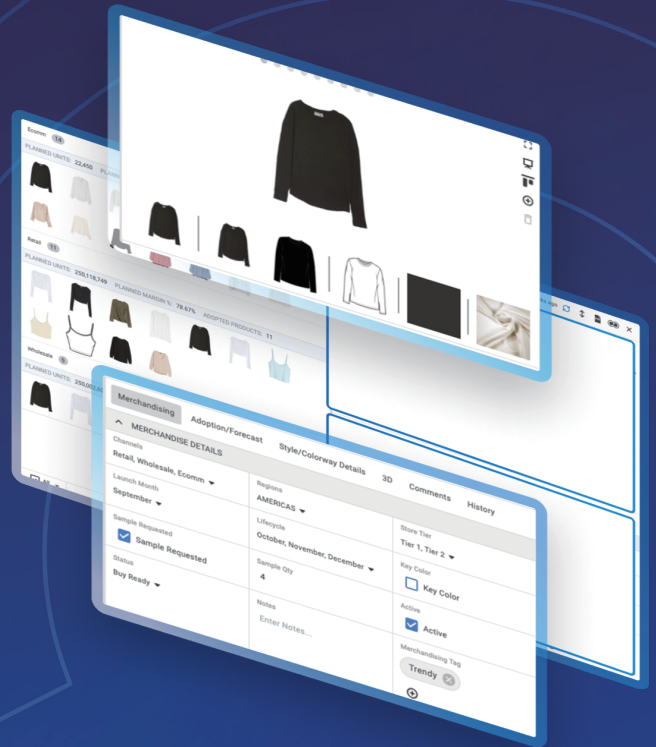 Ecomm 14
PLANNED UNITS: 22,450
Retail 11
PLANNED UNITS: 250,118,749 PLANNED MARGIN %: 78.67% ADOPTED PRODUCTS: 11
Wholesale 5
PLANNED UNITS:
ago
Merchandising Adoption/Forecast Style/Colorway Details 3D Comments History
MERCHANDISE DETAILS
Channels
Retail, Wholesale, Ecomm
Regions
AMERICAS
Store Tier
Tier 1, Tier 2
Launch Month
September
Lifecycle
October, November, December
Key Color
Key Color
Sample Requested
Sample Requested
Sample Qty
4
Active
Active
Status
Buy Ready
Notes
Enter Notes...
Merchandising Tag
Trendy